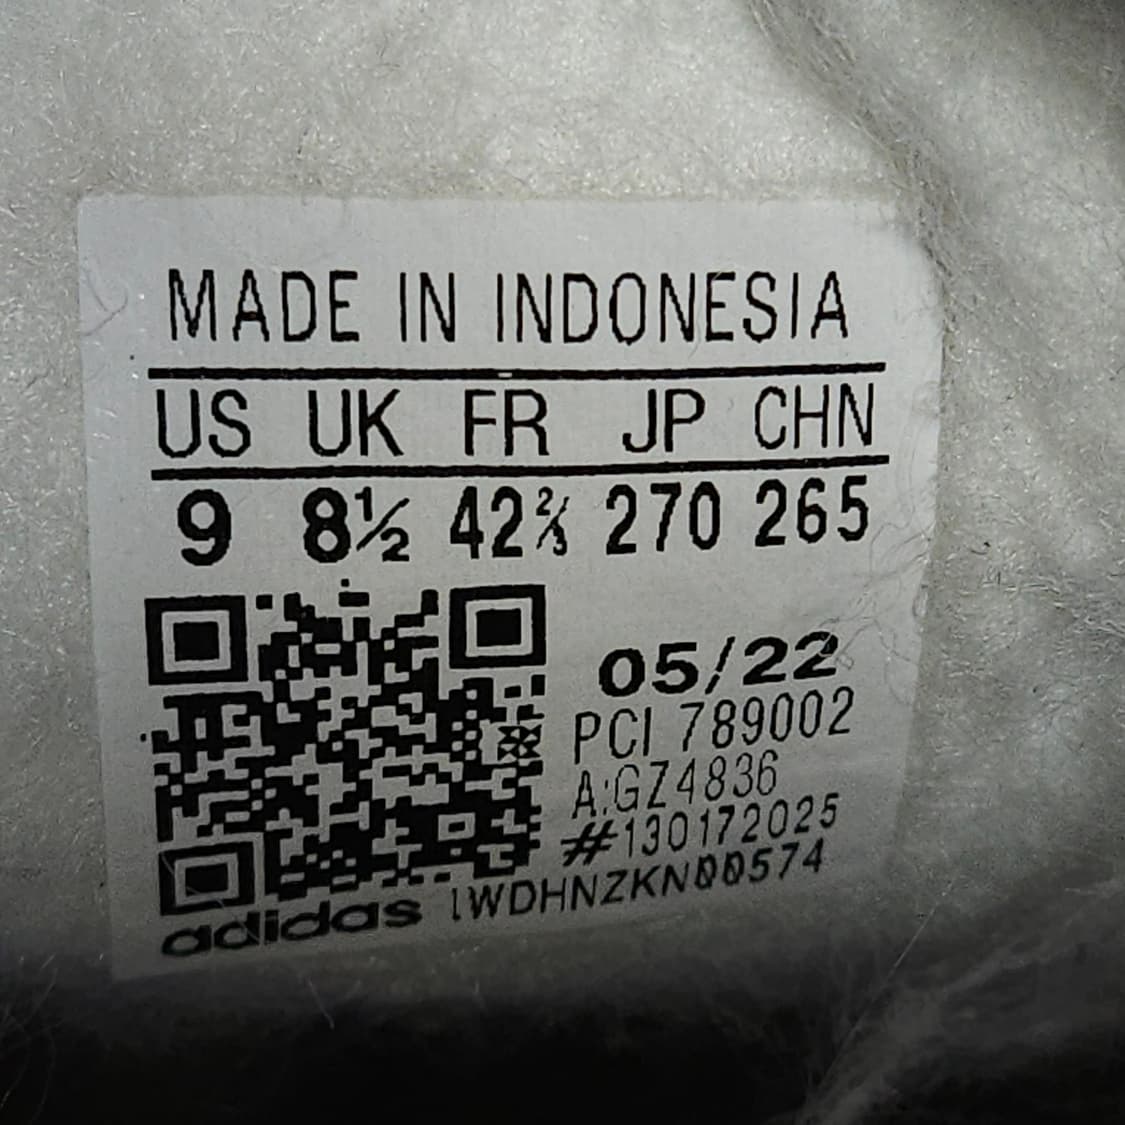 MADE IN INDONESIA
US UK FR JP CHN
9 8½ 42⅔ 270 265
05/22
PCI 789002
A:GZ4836
#130172025
adidas 1WDHNZKN00574